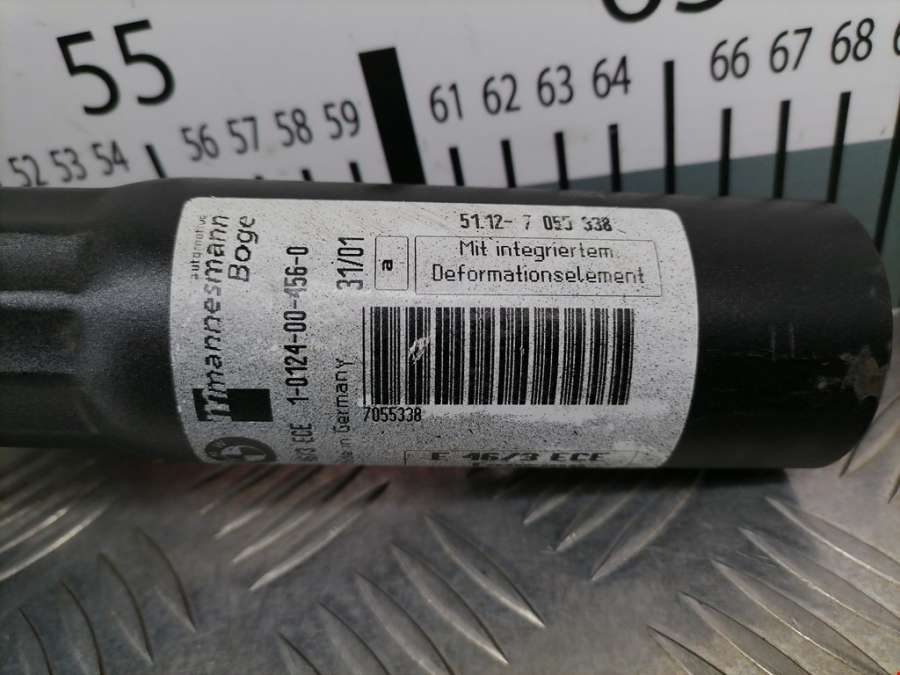 55
52 53 54 56 57 58 59 61 62 63 64 66 67 68
automotive
mannesmann
Boge
ECE 1-0124-00-456-0
31/01
in Germany
51.12- 7 055 338
a
Mit integriertem
Deformationselement
7055338
E 46/3 ECE